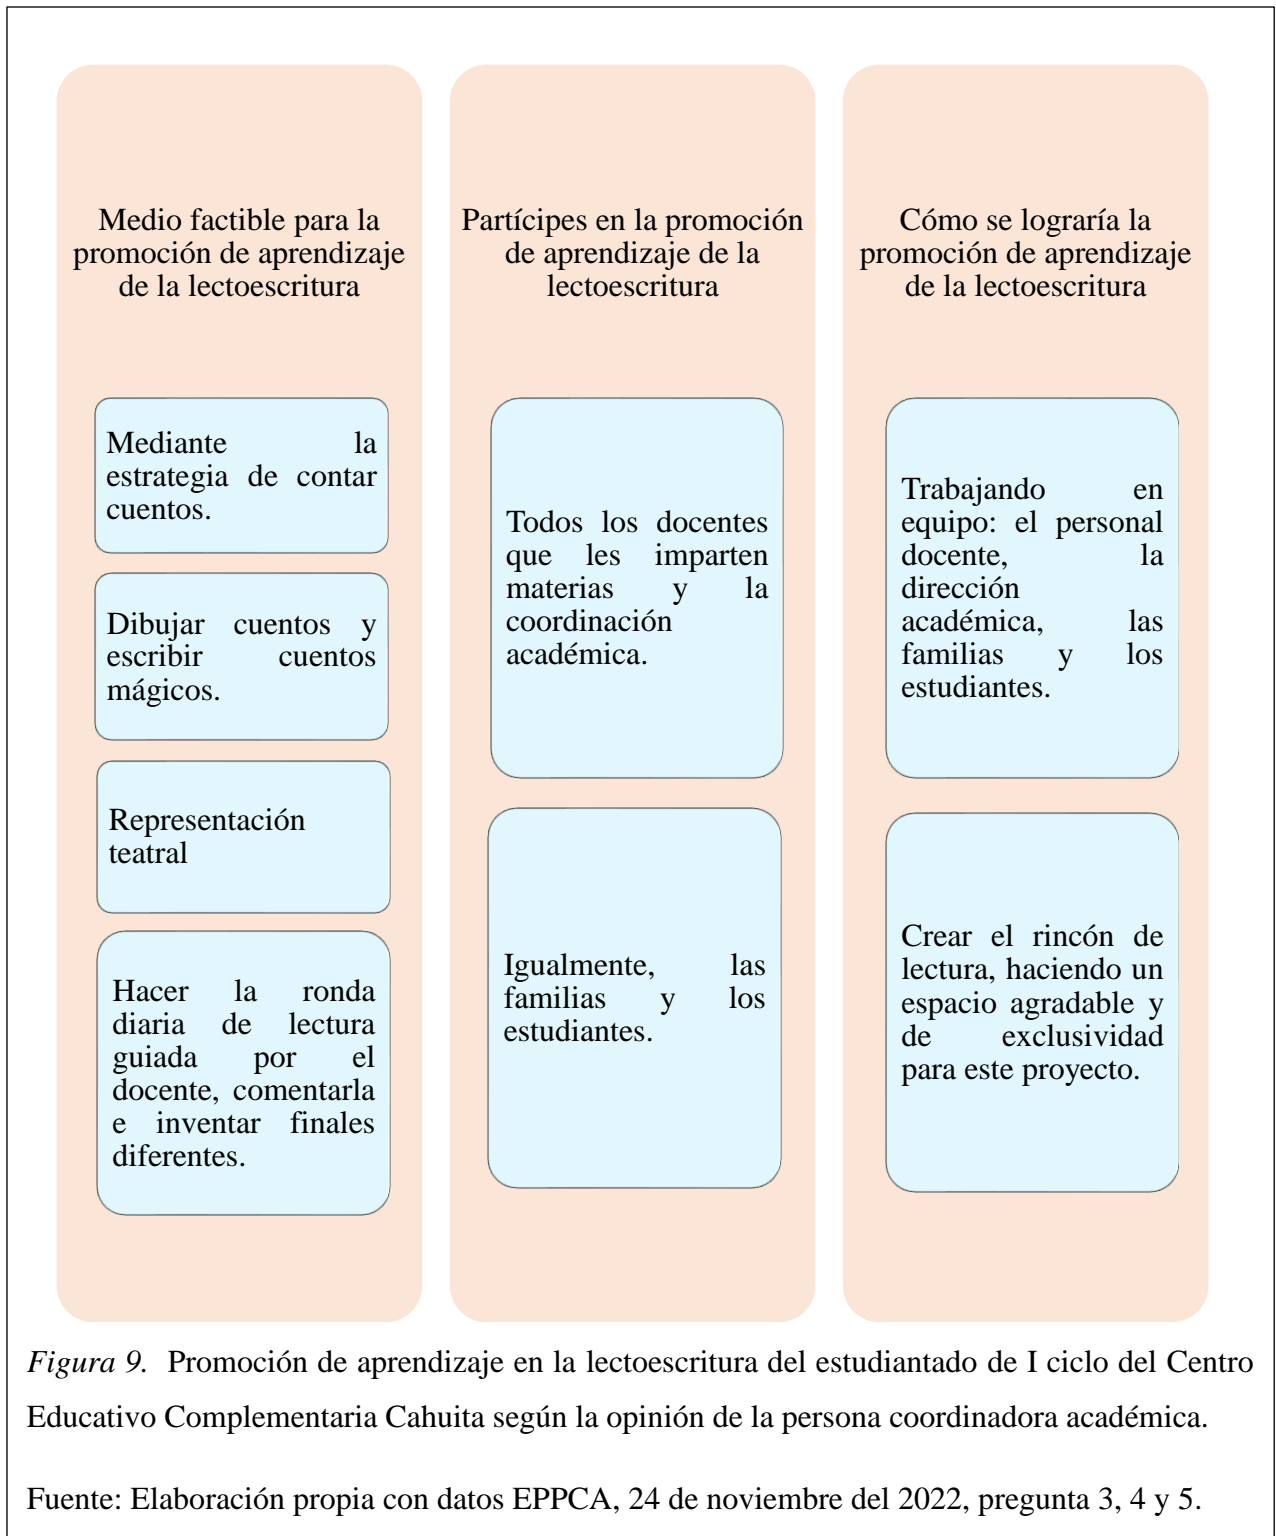 Medio factible para la
promoción de aprendizaje
de la lectoescritura
Mediante la
estrategia de contar
cuentos.
Dibujar cuentos y
escribir cuentos
mágicos.
Representación
teatral
Hacer la ronda
diaria de lectura
guiada por el
docente, comentarla
e inventar finales
diferentes.
Partícipes en la promoción
de aprendizaje de la
lectoescritura
Todos los docentes
que les imparten
materias y la
coordinación
académica.
Igualmente, las
familias y los
estudiantes.
Cómo se lograría la
promoción de aprendizaje
de la lectoescritura
Trabajando en
equipo: el personal
docente, la
dirección
académica, las
familias y los
estudiantes.
Crear el rincón de
lectura, haciendo un
espacio agradable y
de exclusividad
para este proyecto.
Figura 9. Promoción de aprendizaje en la lectoescritura del estudiantado de I ciclo del Centro
Educativo Complementaria Cahuita según la opinión de la persona coordinadora académica.
Fuente: Elaboración propia con datos EPPCA, 24 de noviembre del 2022, pregunta 3, 4 y 5.